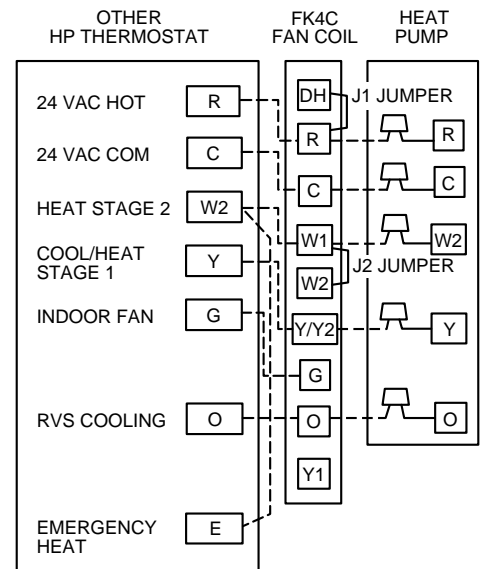 OTHER
HP THERMOSTAT
FK4C
FAN COIL
HEAT
PUMP
24 VAC HOT
R
DH
J1 JUMPER
R
R
24 VAC COM
C
C
C
HEAT STAGE 2
W2
W1
W2
J2 JUMPER
W2
COOL/HEAT
STAGE 1
Y
Y/Y2
Y
INDOOR FAN
G
G
RVS COOLING
O
O
O
Y1
EMERGENCY
HEAT
E